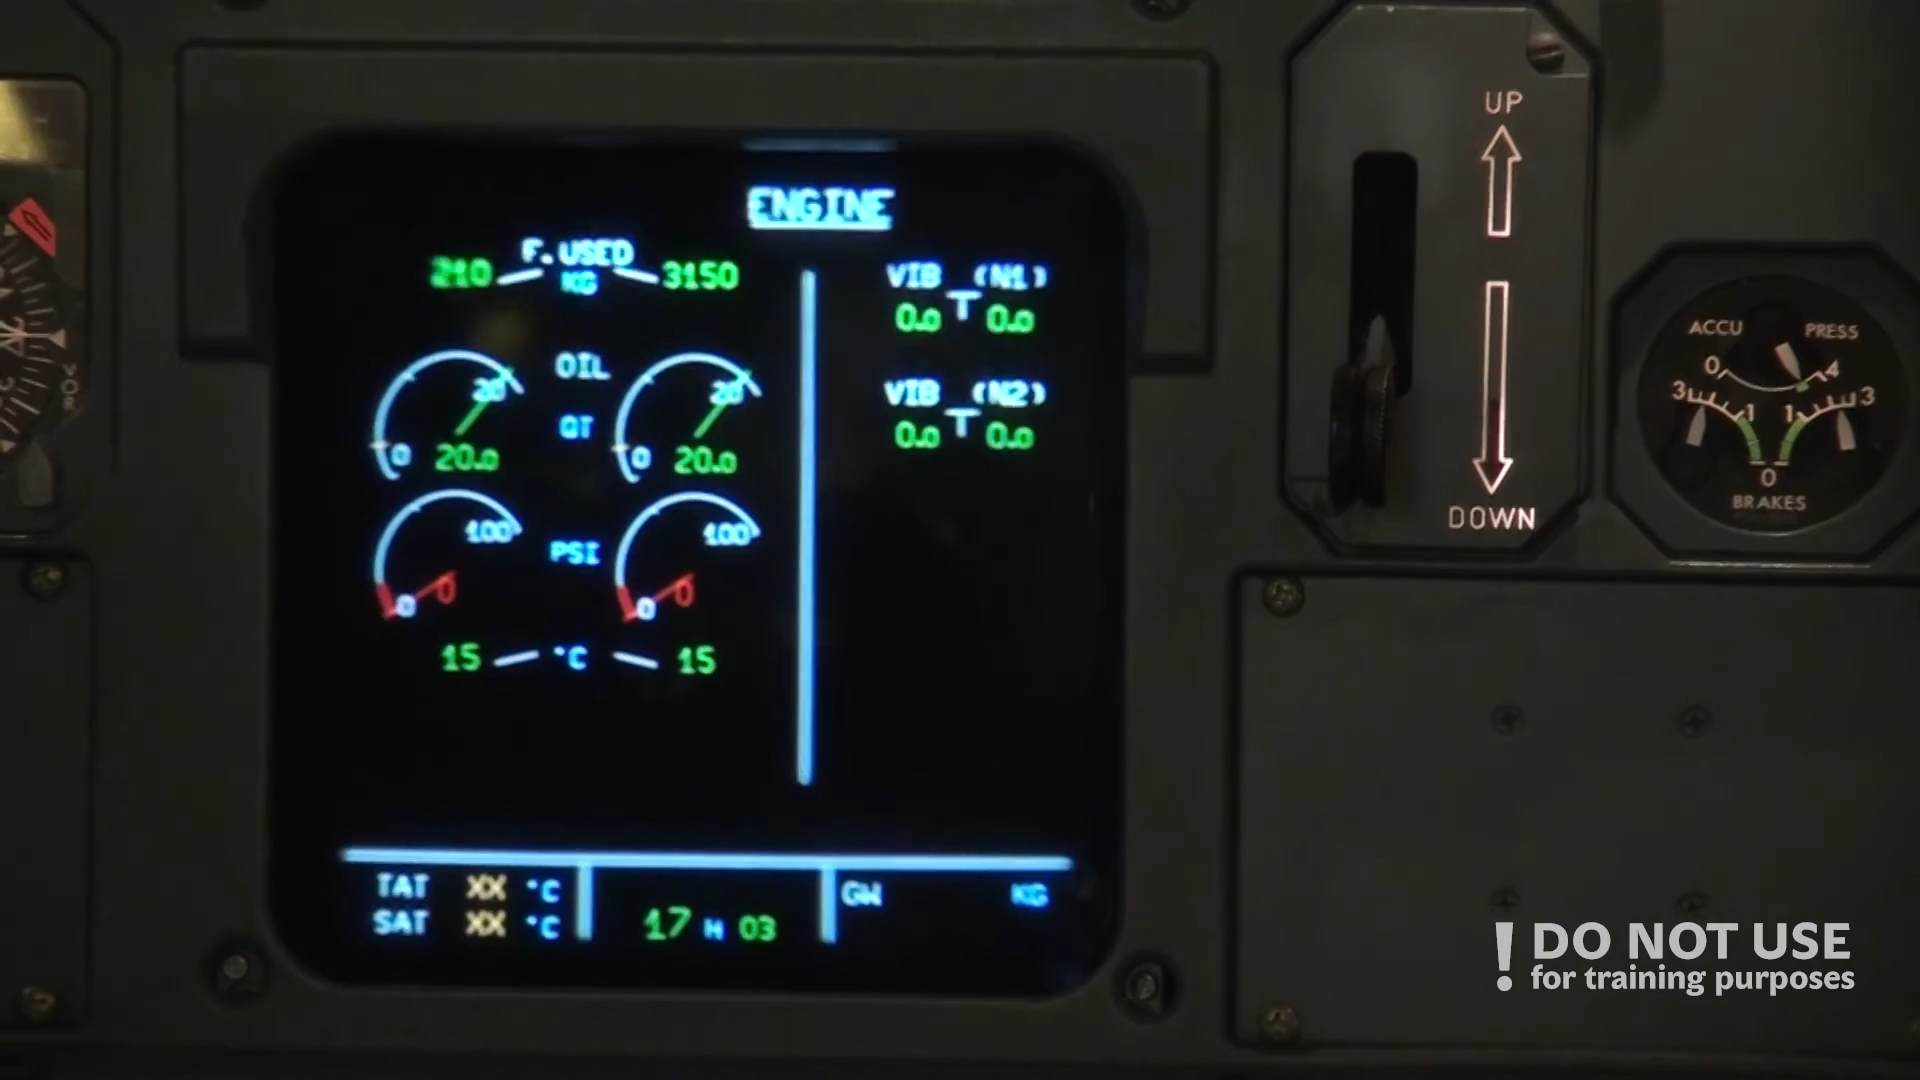 ENGINE
F.USED
210 KG 3150
VIB (N1)
0.0 0.0
OIL
20 20
QT
0 20.0 0 20.0
VIB (N2)
0.0 0.0
100 100
PSI
0 0 0 0
15 °C 15
TAT XX °C
SAT XX °C
17 H 03
GW KG
UP
DOWN
ACCU PRESS
0 4
3 1 1 3
0
BRAKES
VOR
! DO NOT USE
for training purposes